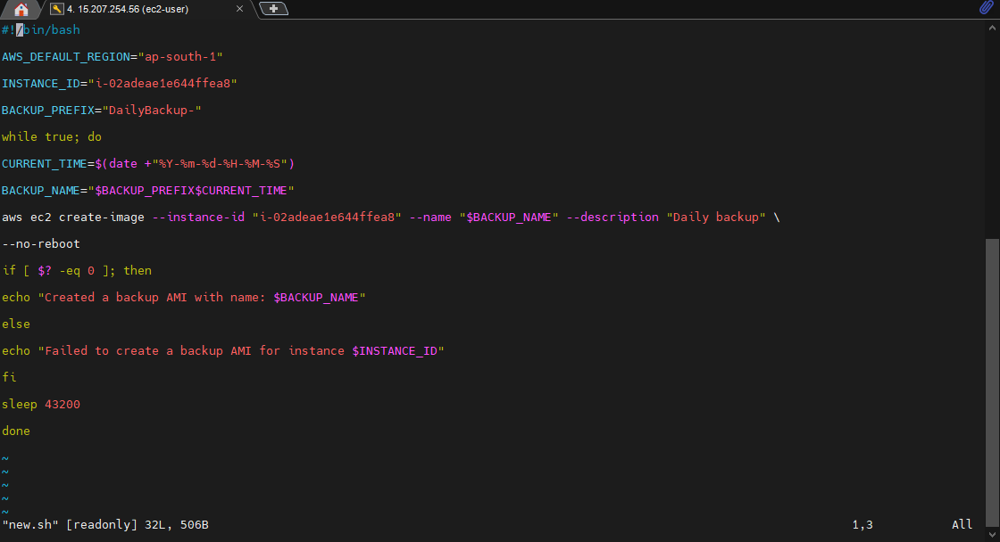 4. 15.207.254.56 (ec2-user)
#!/bin/bash
AWS_DEFAULT_REGION="ap-south-1"
INSTANCE_ID="i-02adeae1e644ffea8"
BACKUP_PREFIX="DailyBackup-"
while true; do
CURRENT_TIME=$(date +"%Y-%m-%d-%H-%M-%S")
BACKUP_NAME="$BACKUP_PREFIX$CURRENT_TIME"
aws ec2 create-image --instance-id "i-02adeae1e644ffea8" --name "$BACKUP_NAME" --description "Daily backup" \
--no-reboot
if [ $? -eq 0 ]; then
echo "Created a backup AMI with name: $BACKUP_NAME"
else
echo "Failed to create a backup AMI for instance $INSTANCE_ID"
fi
sleep 43200
done
~
~
~
~
~
"new.sh" [readonly] 32L, 506B 1,3 All